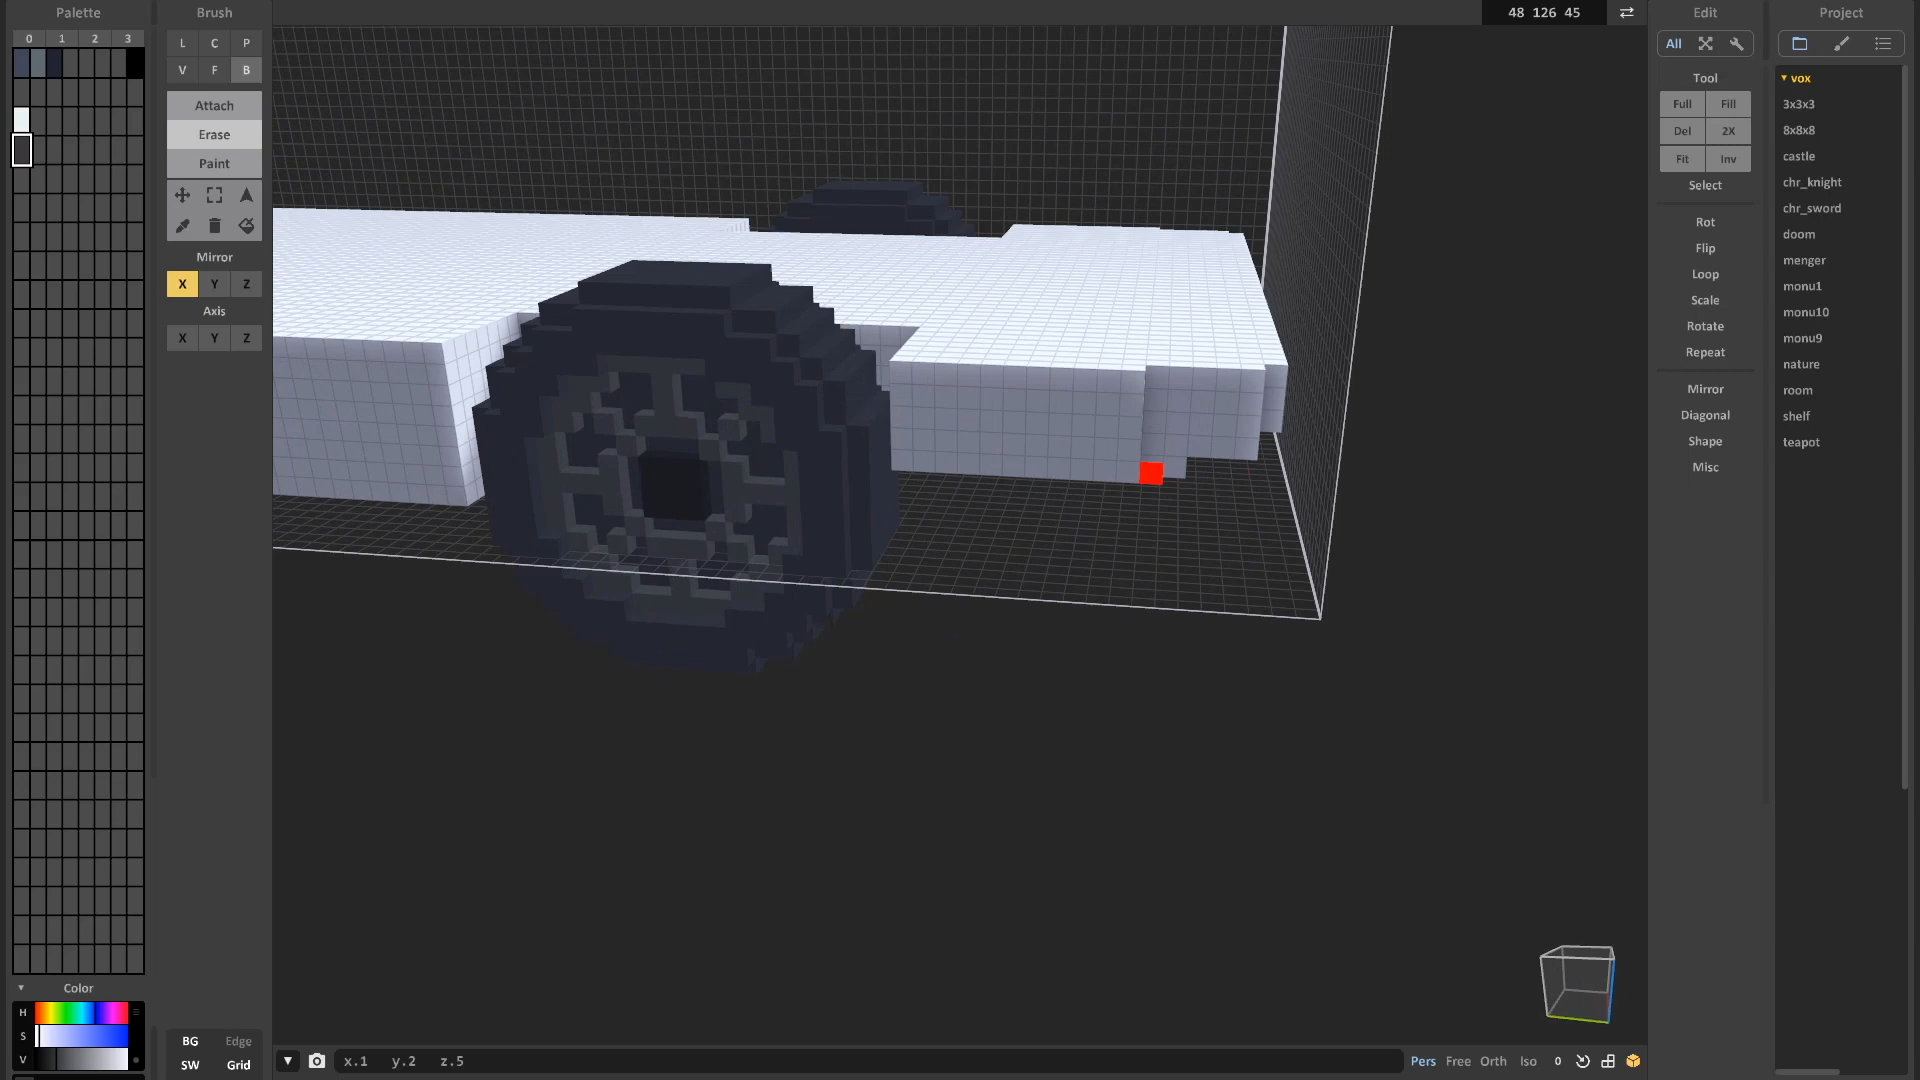 Palette
0 1 2 3
Color
H
S
V
Brush
L C P
V F B
Attach
Erase
Paint
Mirror
X Y Z
Axis
X Y Z
BG Edge
SW Grid
48 126 45
x.1 y.2 z.5
Pers Free Orth Iso 0
Edit
All
Tool
Full Fill
Del 2X
Fit Inv
Select
Rot
Flip
Loop
Scale
Rotate
Repeat
Mirror
Diagonal
Shape
Misc
Project
vox
3x3x3
8x8x8
castle
chr_knight
chr_sword
doom
menger
monu1
monu10
monu9
nature
room
shelf
teapot